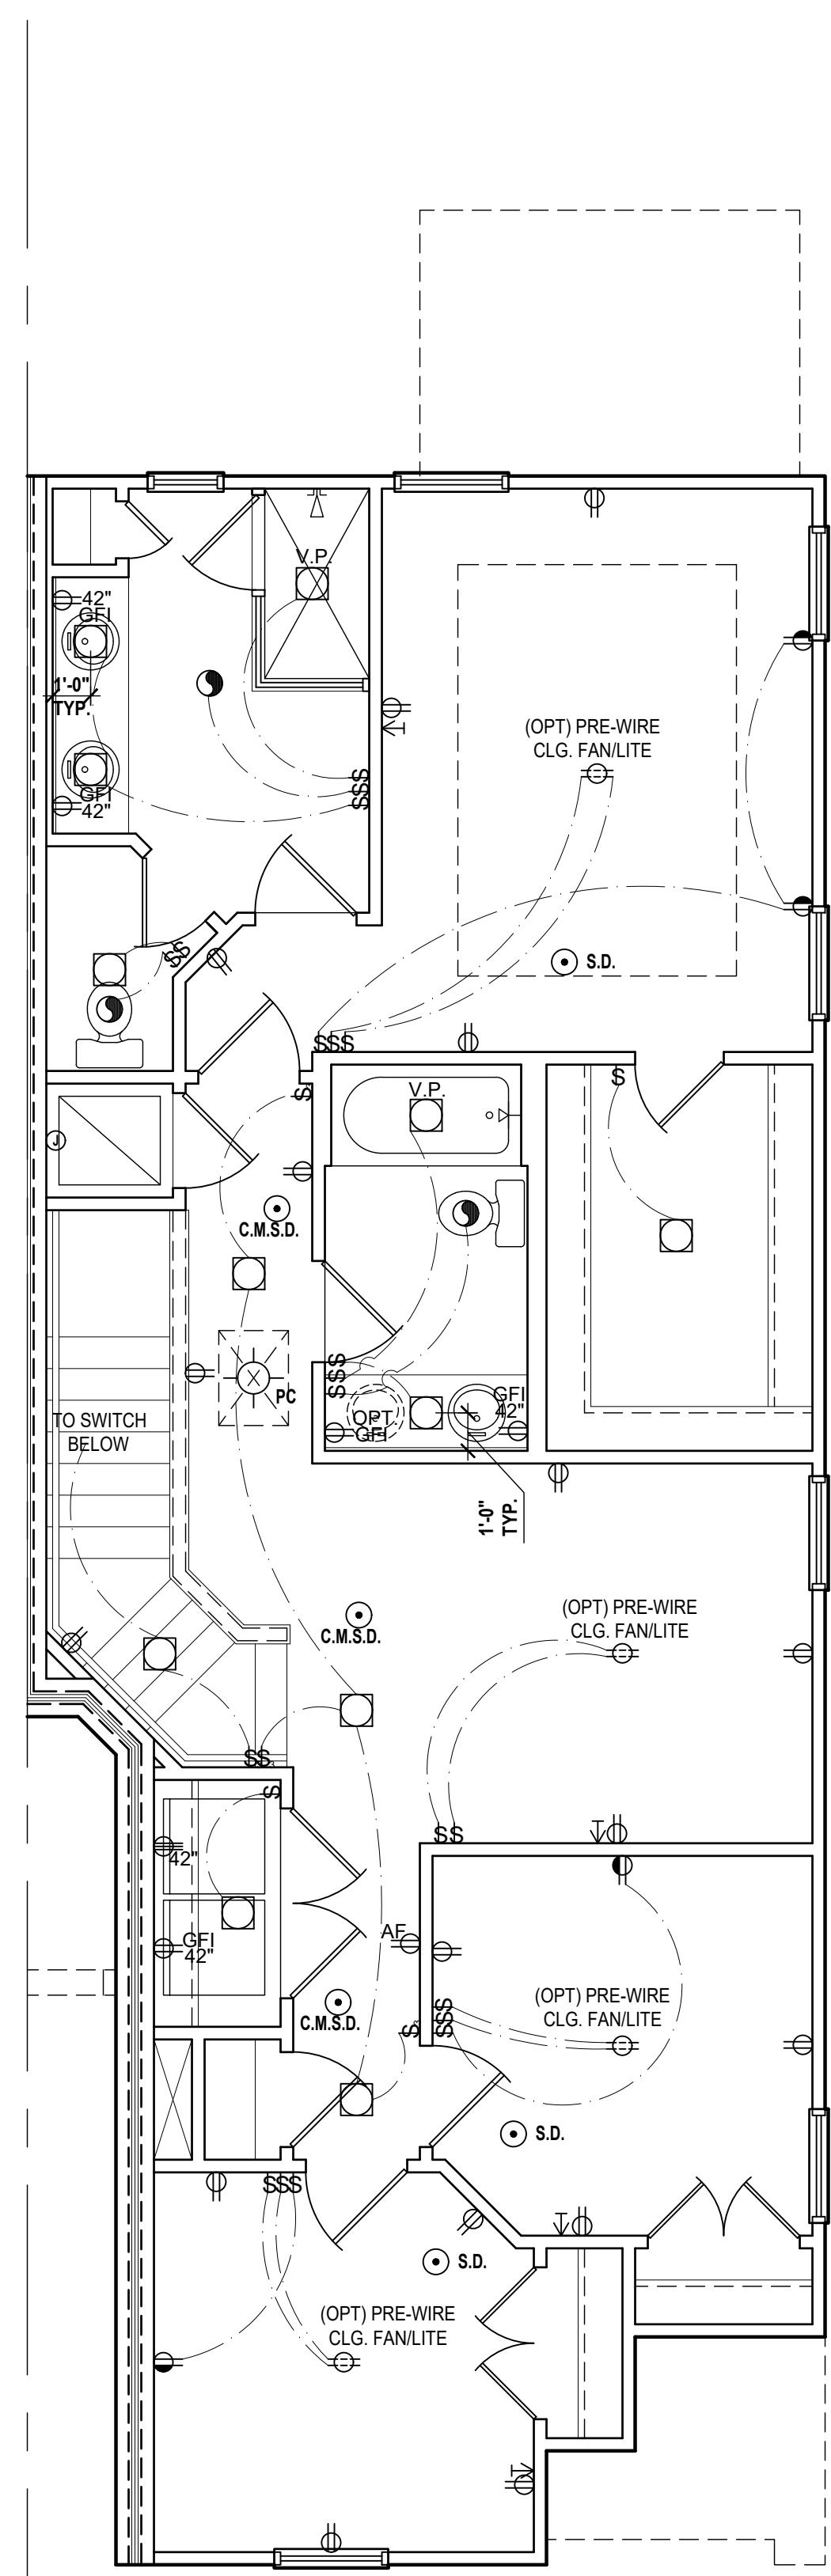 V.P.
42"
GFI
1'-0"
TYP.
GFI
42"
(OPT) PRE-WIRE
CLG. FAN/LITE
SSS
SS
S.D.
SSS
V.P.
S
S
J
C.M.S.D.
PC
SSS
OPT.
GFI
GFI
42"
TO SWITCH
BELOW
1'-0"
TYP.
C.M.S.D.
(OPT) PRE-WIRE
CLG. FAN/LITE
SS3
S
SS
42"
AF
GFI
42"
(OPT) PRE-WIRE
CLG. FAN/LITE
C.M.S.D.
S3
SSS
S.D.
SSS
S.D.
(OPT) PRE-WIRE
CLG. FAN/LITE